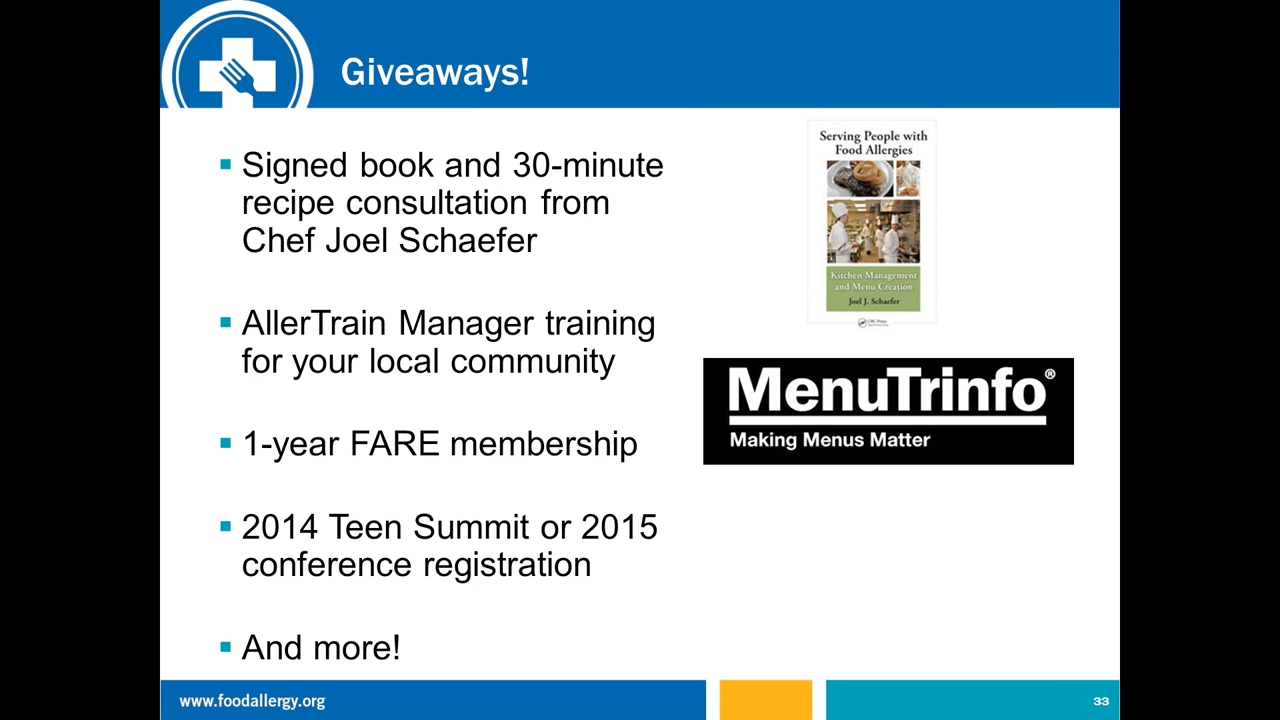 Giveaways!
Signed book and 30-minute
recipe consultation from
Chef Joel Schaefer
AllerTrain Manager training
for your local community
1-year FARE membership
2014 Teen Summit or 2015
conference registration
And more!
Serving People with
Food Allergies
Kitchen Management
and Menu Creation
Joel J. Schaefer
CRC Press
MenuTrinfo®
Making Menus Matter
www.foodallergy.org
33